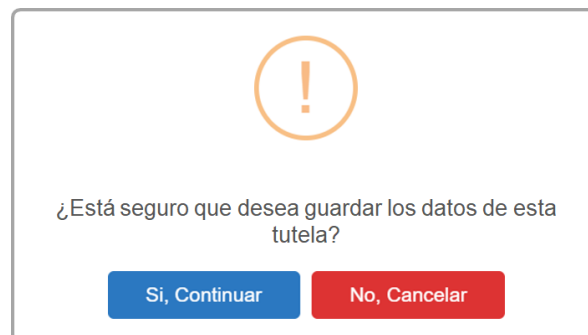 !
¿Está seguro que desea guardar los datos de esta
tutela?
Si, Continuar
No, Cancelar